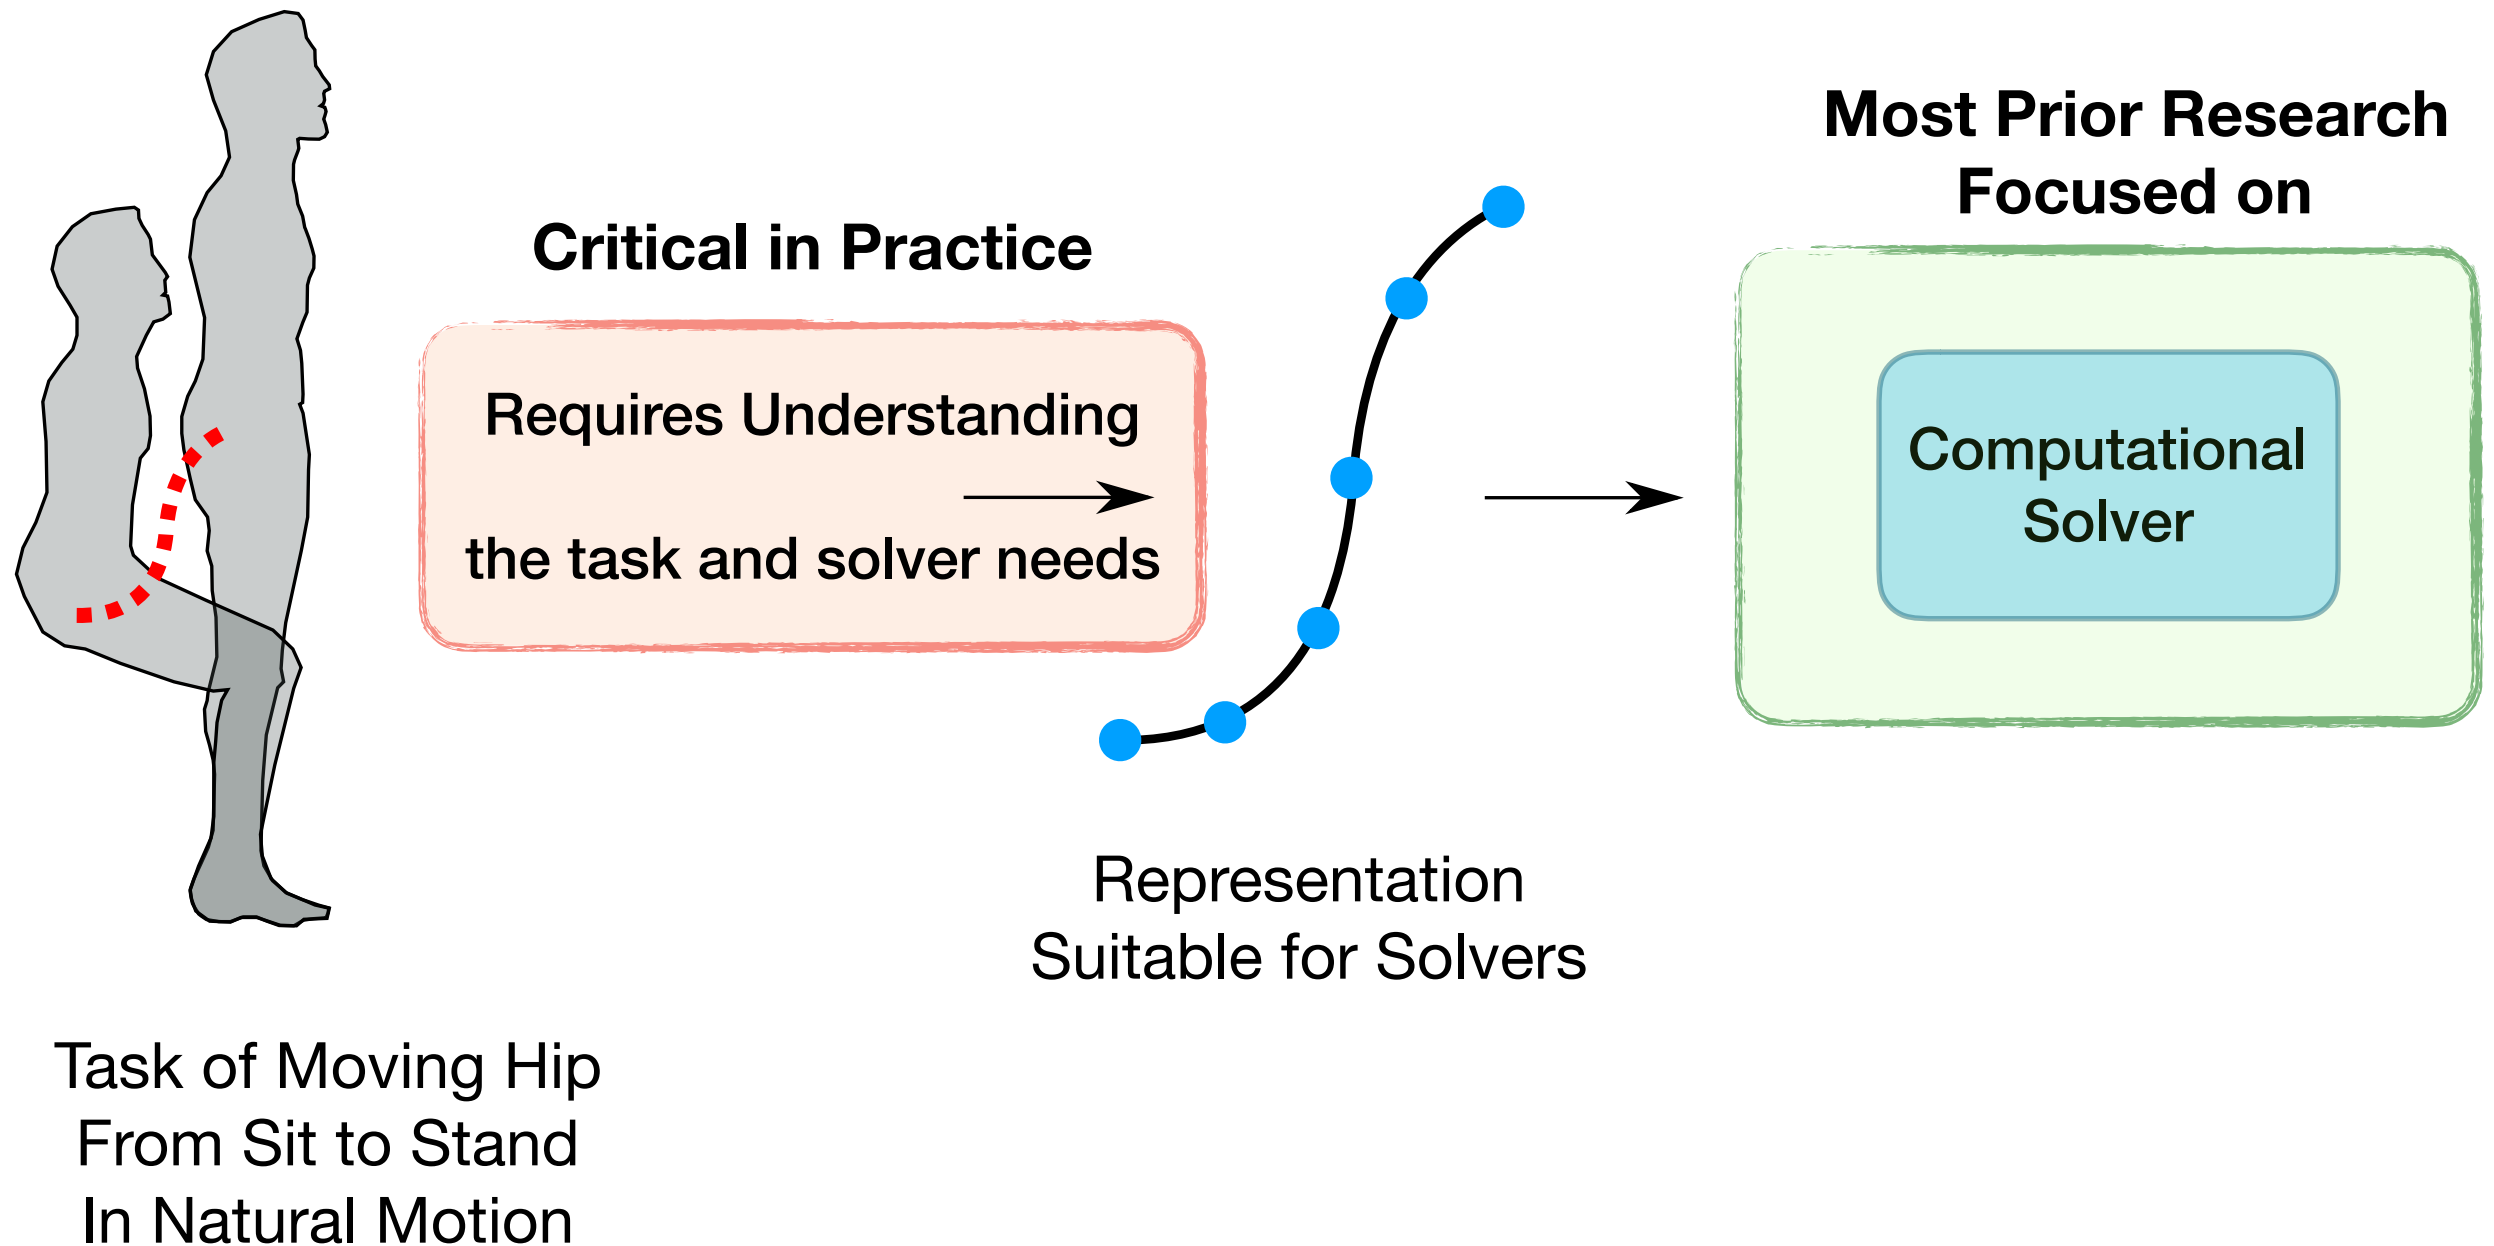 Most Prior Research
Focused on
Critical in Practice
Requires Understanding
the task and solver needs
Computational
Solver
Representation
Suitable for Solvers
Task of Moving Hip
From Sit to Stand
In Natural Motion